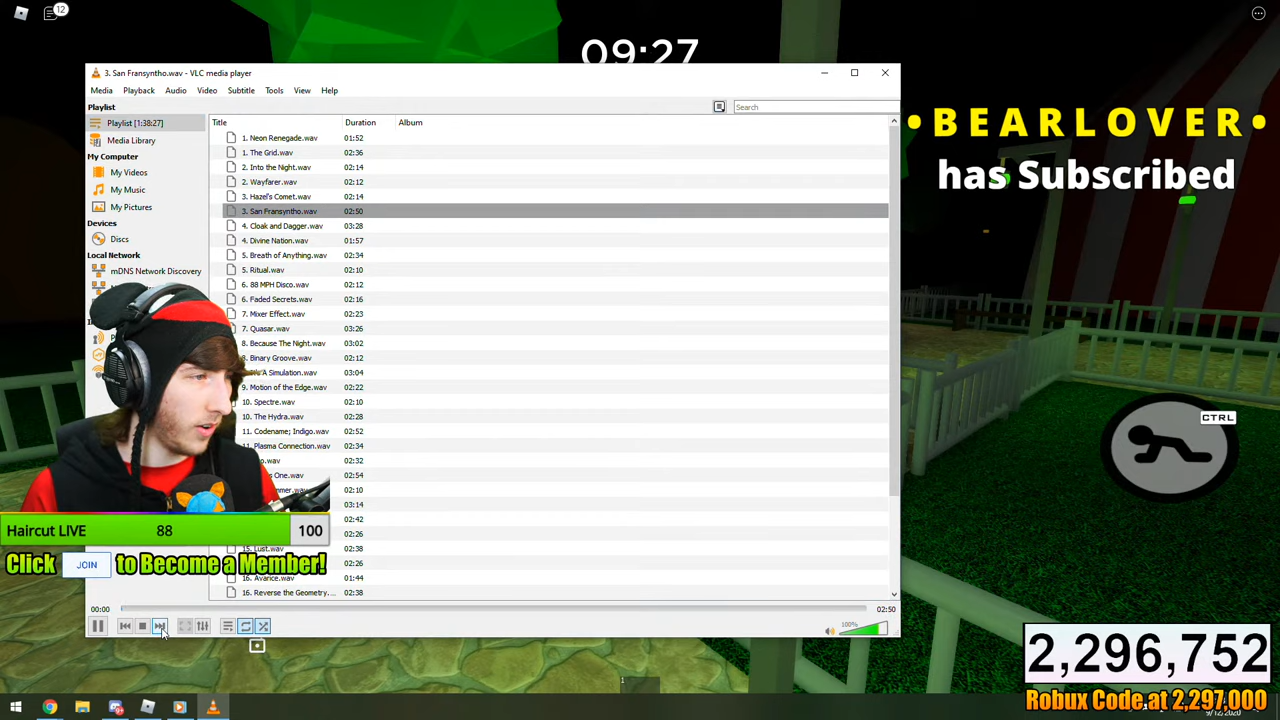 12
09:27
3. San Fransyntho.wav - VLC media player
Media Playback Audio Video Subtitle Tools View Help
Playlist
Search
Playlist [1:38:27]
Media Library
My Computer
My Videos
My Music
My Pictures
Devices
Discs
Local Network
mDNS Network Discovery
Title Duration Album
1. Neon Renegade.wav 01:52
1. The Grid.wav 02:36
2. Into the Night.wav 02:14
2. Wayfarer.wav 02:12
3. Hazel's Comet.wav 02:14
3. San Fransyntho.wav 02:50
4. Cloak and Dagger.wav 03:28
4. Divine Nation.wav 01:57
5. Breath of Anything.wav 02:34
5. Ritual.wav 02:10
6. 88 MPH Disco.wav 02:12
6. Faded Secrets.wav 02:16
7. Mixer Effect.wav 02:23
7. Quasar.wav 03:26
8. Because The Night.wav 03:02
8. Binary Groove.wav 02:12
A Simulation.wav 03:04
9. Motion of the Edge.wav 02:22
10. Spectre.wav 02:10
10. The Hydra.wav 02:28
11. Codename; Indigo.wav 02:52
11. Plasma Connection.wav 02:34
02:32
One.wav 02:54
02:10
03:14
02:42
02:26
15. Lust.wav 02:38
02:26
16. Avarice.wav 01:44
16. Reverse the Geometry.... 02:38
00:00 02:50
100%
• B E A R L O V E R •
has Subscribed
CTRL
Haircut LIVE 88 100
Click JOIN to Become a Member!
2,296,752
Robux Code at 2,297,000
9/12/2020
1